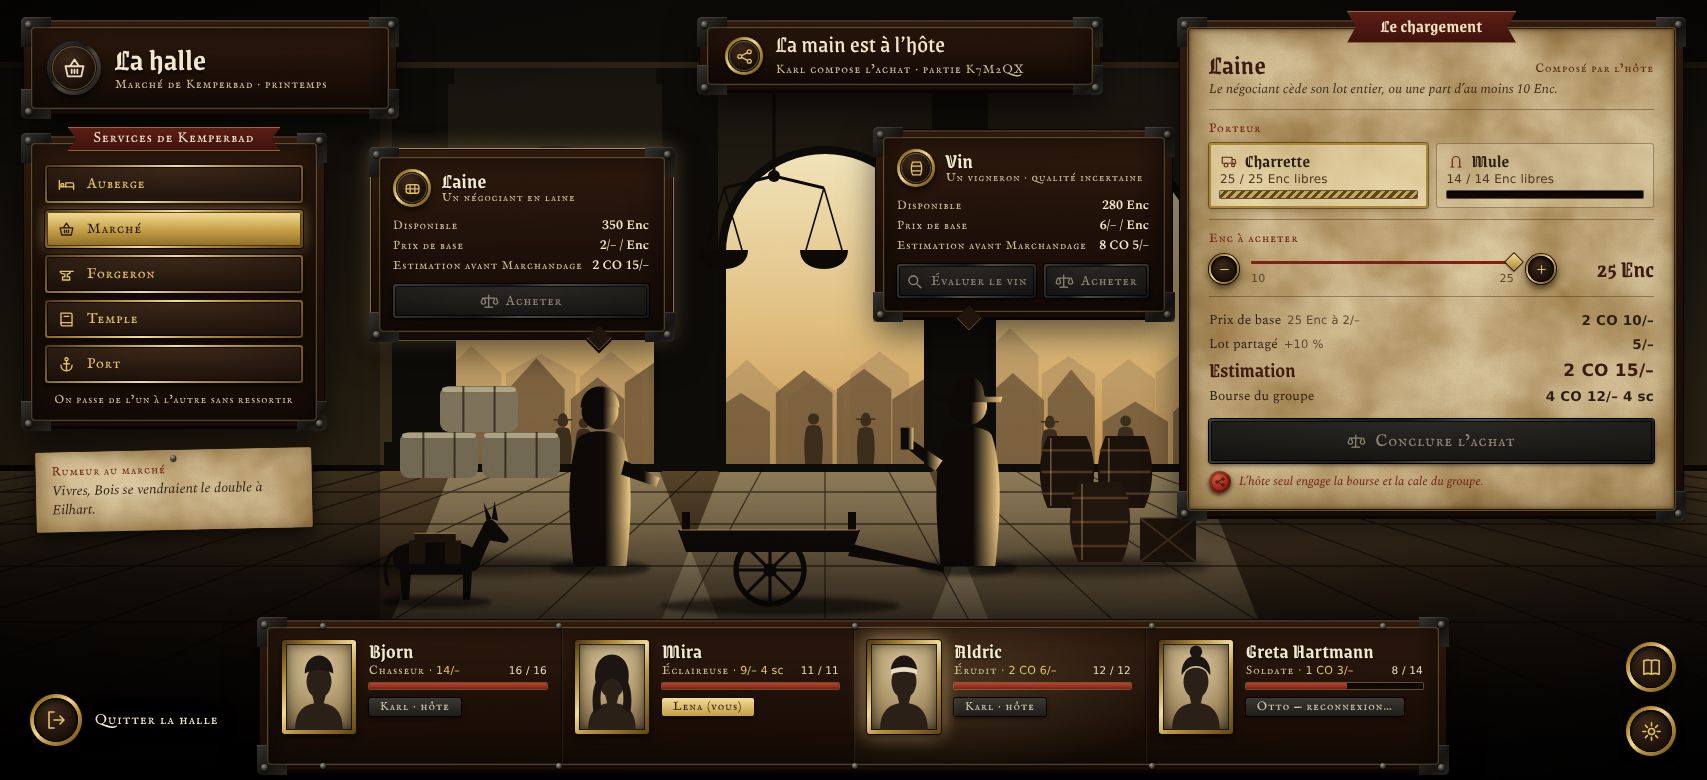 La halle
Marché de Kemperbad · printemps
Services de Kemperbad
Auberge
Marché
Forgeron
Temple
Port
On passe de l'un à l'autre sans ressortir
Rumeur au marché
Vivres, Bois se vendraient le double à
Eilhart.
La main est à l'hôte
Karl compose l'achat · partie K7M2QX
Laine
Un négociant en laine
Disponible 350 Enc
Prix de base 2/– / Enc
Estimation avant Marchandage 2 CO 15/–
Acheter
Vin
Un vigneron · qualité incertaine
Disponible 280 Enc
Prix de base 6/– / Enc
Estimation avant Marchandage 8 CO 5/–
Évaluer le vin Acheter
Le chargement
Laine Composé par l'hôte
Le négociant cède son lot entier, ou une part d'au moins 10 Enc.
Porteur
Charrette
25 / 25 Enc libres
Mule
14 / 14 Enc libres
Enc à acheter
− 10 25 + 25 Enc
Prix de base 25 Enc à 2/– 2 CO 10/–
Lot partagé +10 % 5/–
Estimation 2 CO 15/–
Bourse du groupe 4 CO 12/– 4 sc
Conclure l'achat
L'hôte seul engage la bourse et la cale du groupe.
Quitter la halle
Bjorn
Chasseur · 14/– 16 / 16
Karl · hôte
Mira
Éclaireuse · 9/– 4 sc 11 / 11
Lena (vous)
Aldric
Érudit · 2 CO 6/– 12 / 12
Karl · hôte
Greta Hartmann
Soldate · 1 CO 3/– 8 / 14
Otto — reconnexion…